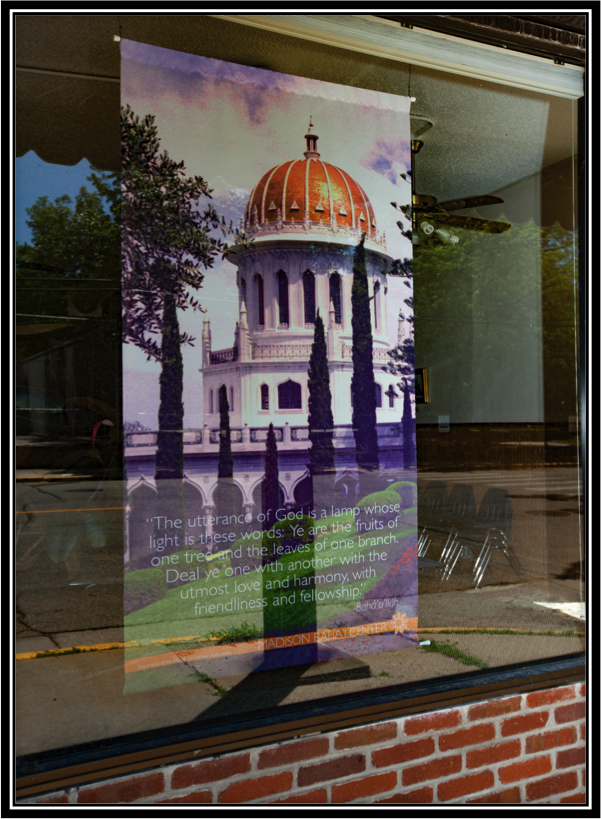 "The utterance of God is a lamp whose
light is these words: Ye are the fruits of
one tree and the leaves of one branch.
Deal ye one with another with the
utmost love and harmony, with
friendliness and fellowship."
-Bahá'u'lláh
MADISON BAHÁ'Í CENTER